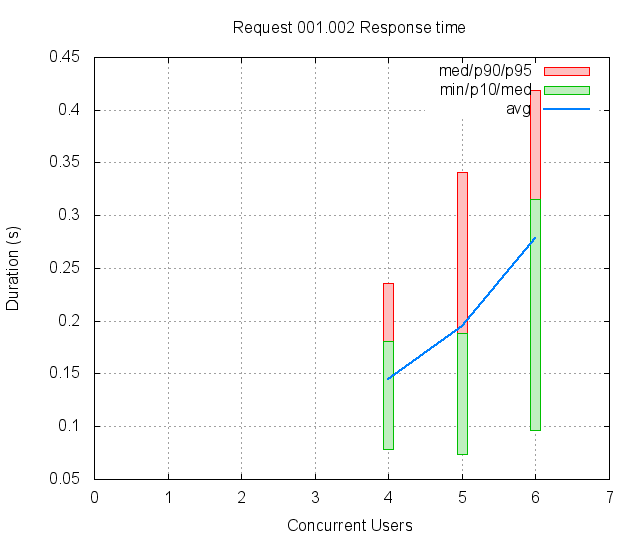 Request 001.002 Response time
med/p90/p95
min/p10/med
avg
Duration (s)
0.45
0.4
0.35
0.3
0.25
0.2
0.15
0.1
0.05
0 1 2 3 4 5 6 7
Concurrent Users